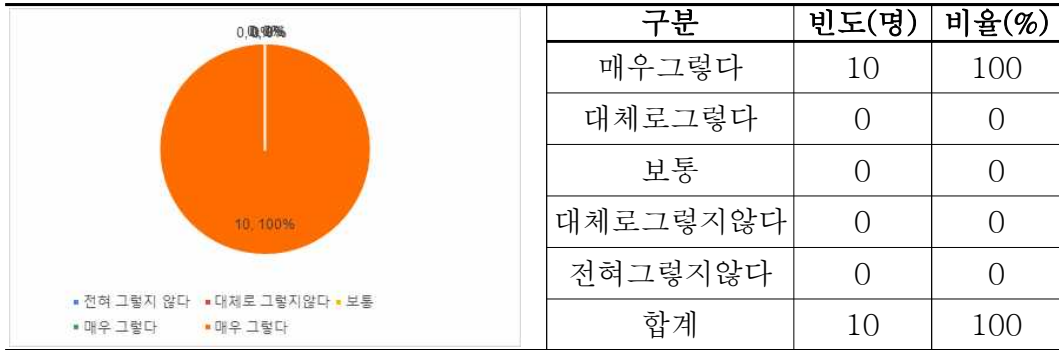 10, 100%
전혀 그렇지 않다 대체로 그렇지않다 보통
매우 그렇다 매우 그렇다
구분 빈도(명) 비율(%)
매우그렇다 10 100
대체로그렇다 0 0
보통 0 0
대체로그렇지않다 0 0
전혀그렇지않다 0 0
합계 10 100